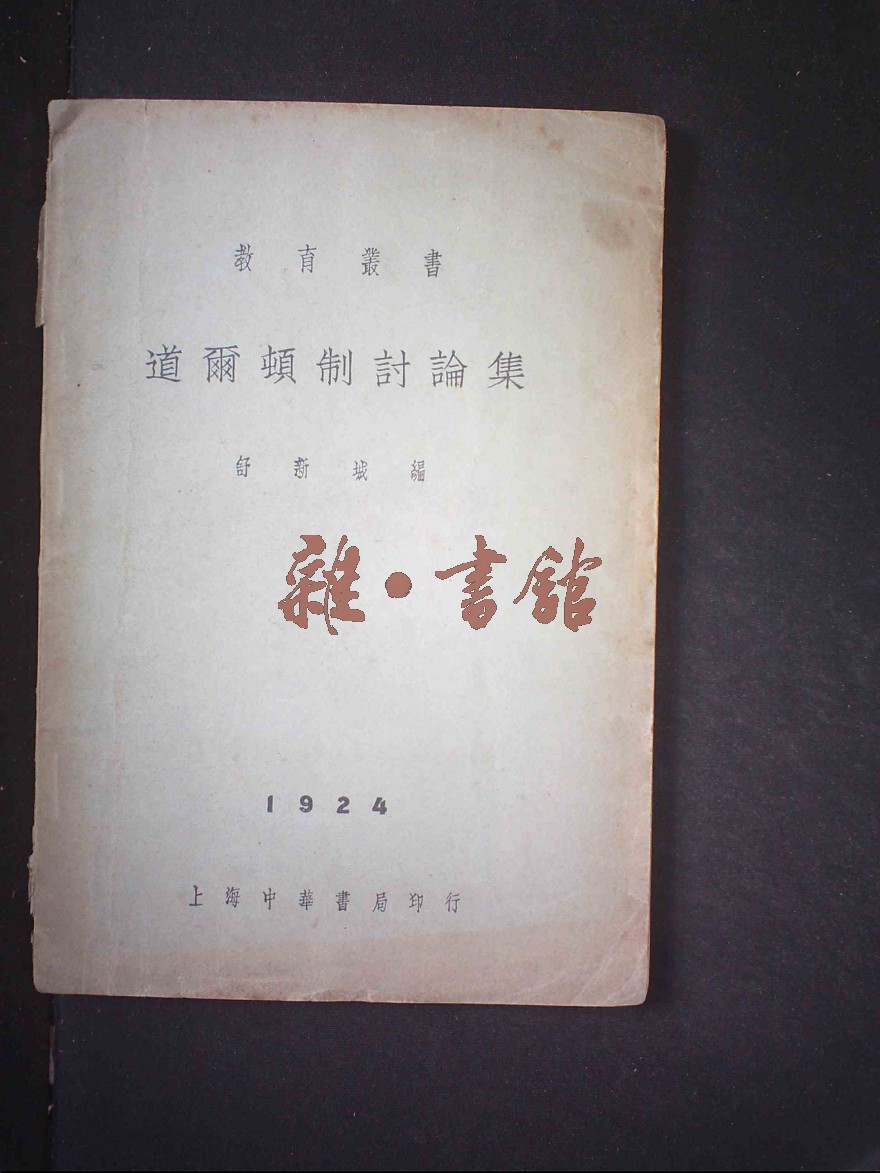 教育叢書
道爾頓制討論集
舒新城編
雜·書館
1924
上海中華書局印行